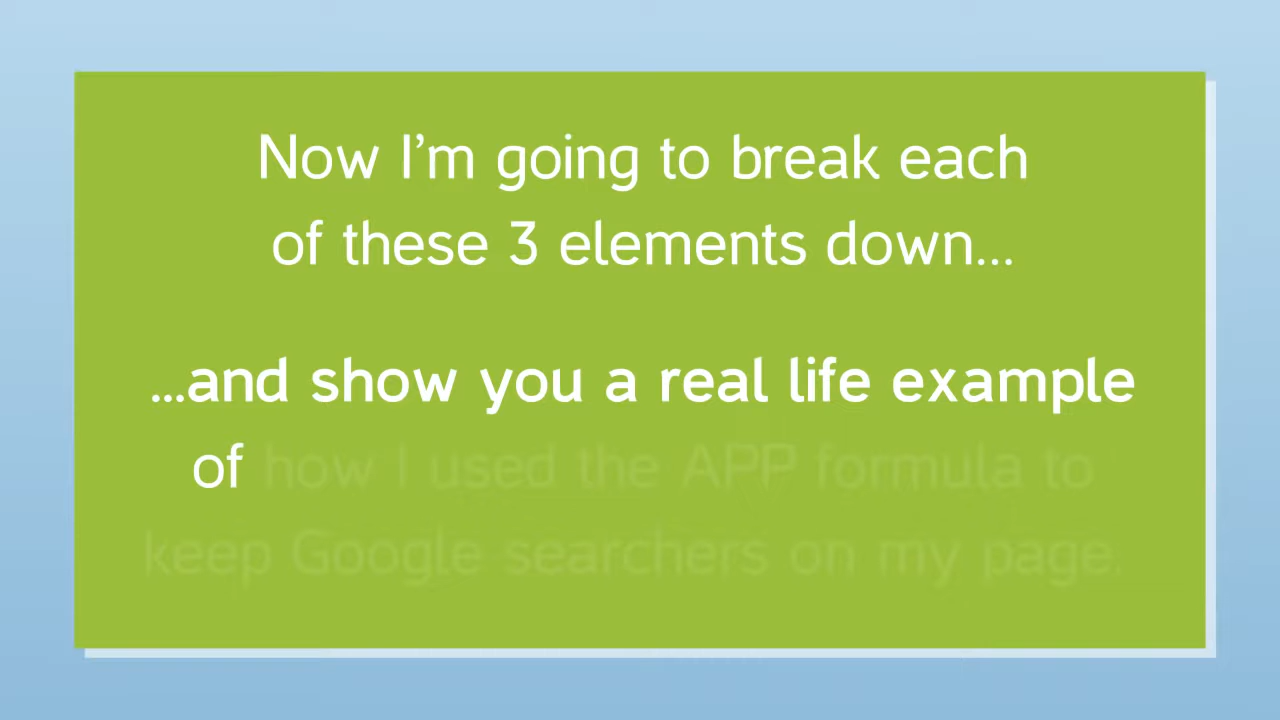 Now I’m going to break each
of these 3 elements down...
...and show you a real life example
of how I used the APP formula to
keep Google searchers on my page.